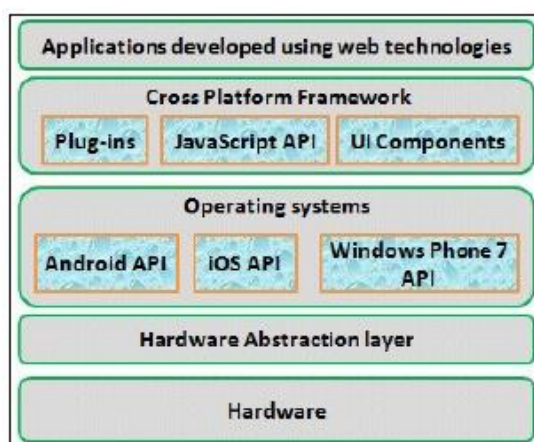 Applications developed using web technologies
Cross Platform Framework
Plug-ins JavaScript API UI Components
Operating systems
Android API iOS API Windows Phone 7
API
Hardware Abstraction layer
Hardware